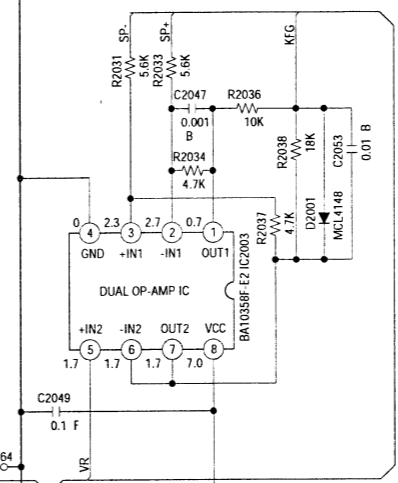 SP-
SP+
KFG
R2031
5.6K
R2033
5.6K
C2047
0.001
B
R2036
10K
R2034
4.7K
R2038
18K
C2053
0.01 B
R2037
4.7K
D2001
MCL4148
0
2.3
2.7
0.7
4
3
2
1
GND
+IN1
-IN1
OUT1
DUAL OP-AMP IC
BA10358F-E2 IC2003
+IN2
-IN2
OUT2
VCC
5
6
7
8
1.7
1.7
1.7
7.0
C2049
0.1 F
64
VR